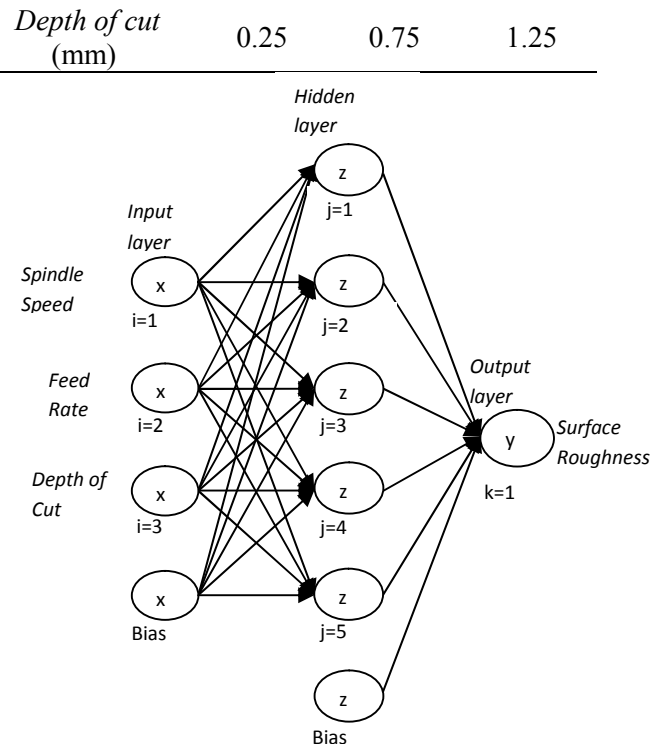 Depth of cut
(mm) 0.25 0.75 1.25
Hidden
layer
z
j=1
Input
layer
Spindle
Speed
x
i=1
z
j=2
Feed
Rate
x
i=2
z
j=3
Output
layer
y
k=1
Surface
Roughness
Depth of
Cut
x
i=3
z
j=4
x
Bias
z
j=5
z
Bias